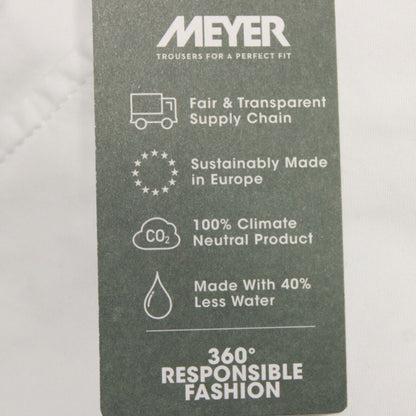 MEYER
TROUSERS FOR A PERFECT FIT
Fair & Transparent
Supply Chain
Sustainably Made
in Europe
CO₂
100% Climate
Neutral Product
Made With 40%
Less Water
360°
RESPONSIBLE
FASHION